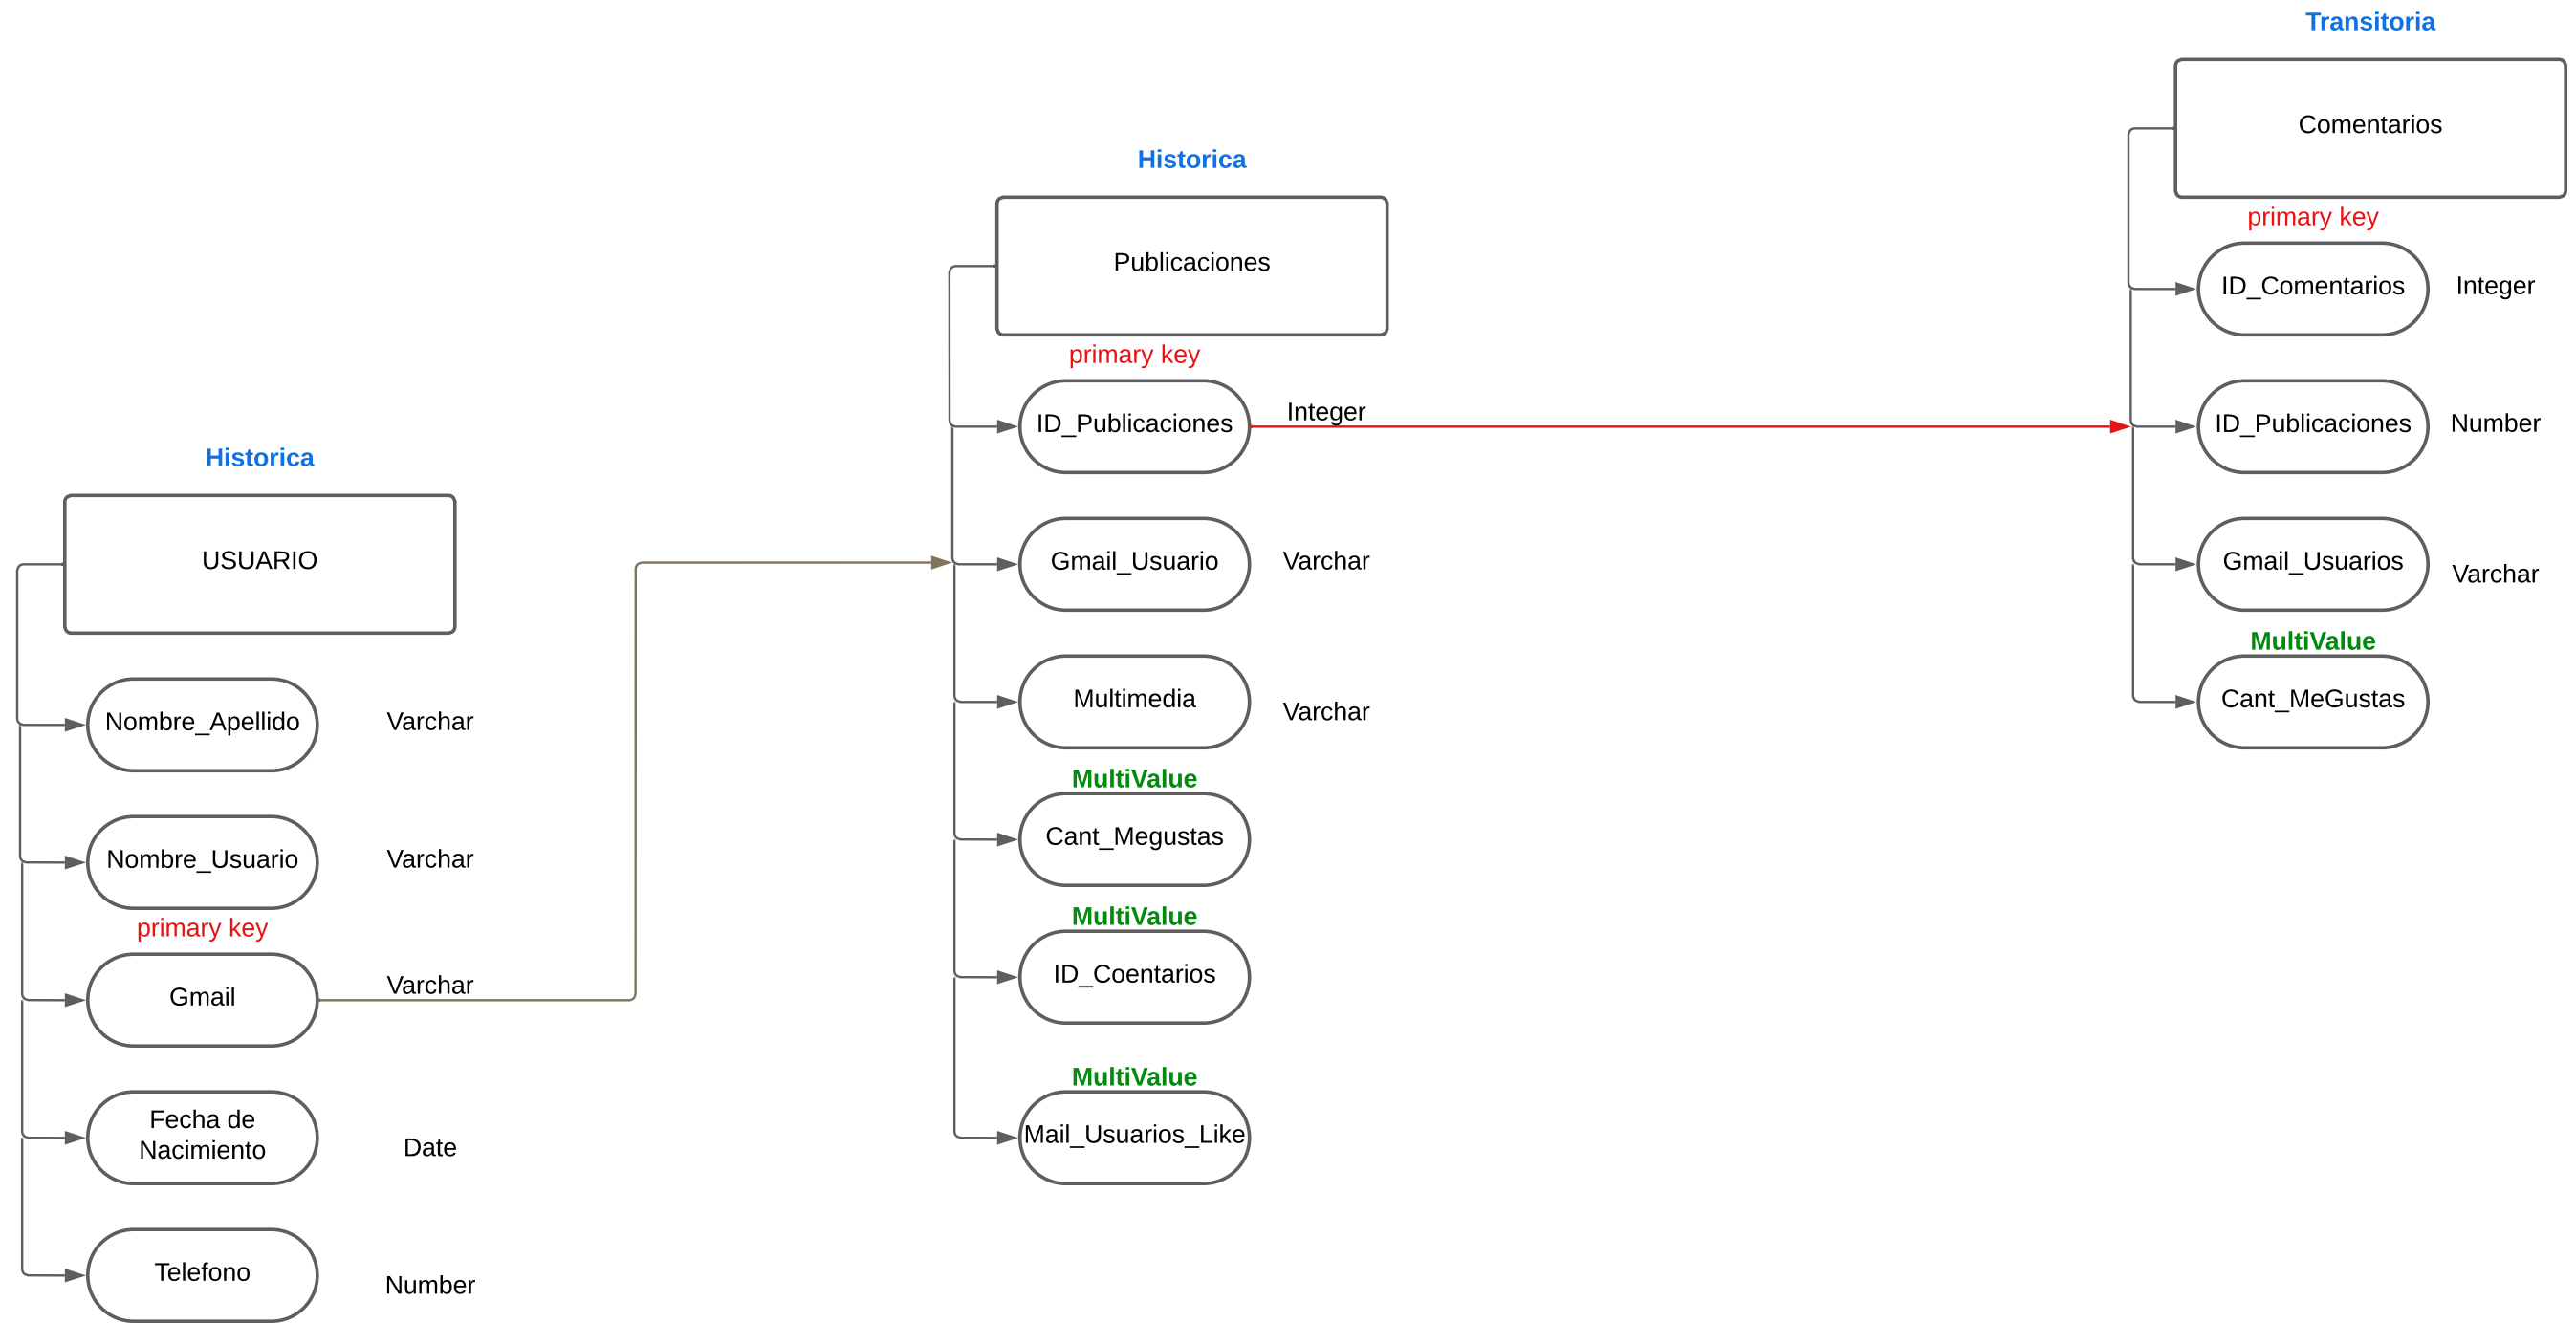 Historica
USUARIO
Nombre_Apellido
Varchar
Nombre_Usuario
Varchar
primary key
Gmail
Varchar
Fecha de
Nacimiento
Date
Telefono
Number
Historica
Publicaciones
primary key
ID_Publicaciones
Integer
Gmail_Usuario
Varchar
Multimedia
Varchar
MultiValue
Cant_Megustas
MultiValue
ID_Coentarios
MultiValue
Mail_Usuarios_Like
Transitoria
Comentarios
primary key
ID_Comentarios
Integer
ID_Publicaciones
Number
Gmail_Usuarios
Varchar
MultiValue
Cant_MeGustas